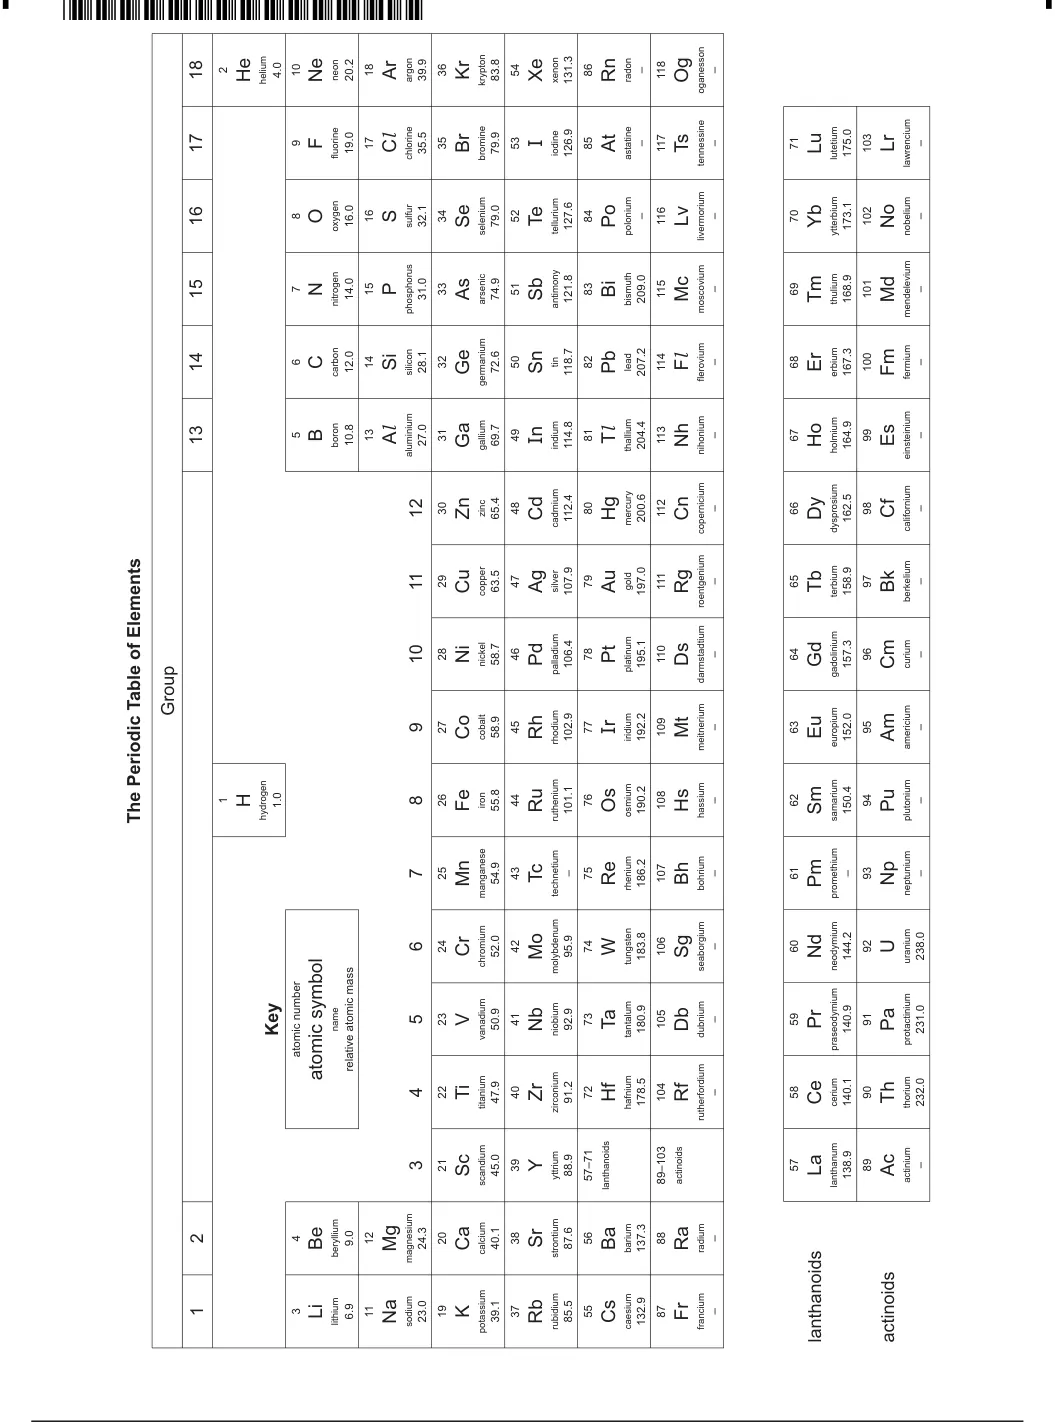 The Periodic Table of Elements
Group
1 2 13 14 15 16 17 18
1 2
H He
hydrogen helium
1.0 4.0
Key
3 4 atomic number 5 6 7 8 9 10
Li Be atomic symbol B C N O F Ne
lithium beryllium name boron carbon nitrogen oxygen fluorine neon
6.9 9.0 relative atomic mass 10.8 12.0 14.0 16.0 19.0 20.2
11 12 13 14 15 16 17 18
Na Mg Al Si P S Cl Ar
sodium magnesium aluminium silicon phosphorus sulfur chlorine argon
23.0 24.3 3 4 5 6 7 8 9 10 11 12 27.0 28.1 31.0 32.1 35.5 39.9
19 20 21 22 23 24 25 26 27 28 29 30 31 32 33 34 35 36
K Ca Sc Ti V Cr Mn Fe Co Ni Cu Zn Ga Ge As Se Br Kr
potassium calcium scandium titanium vanadium chromium manganese iron cobalt nickel copper zinc gallium germanium arsenic selenium bromine krypton
39.1 40.1 45.0 47.9 50.9 52.0 54.9 55.8 58.9 58.7 63.5 65.4 69.7 72.6 74.9 79.0 79.9 83.8
37 38 39 40 41 42 43 44 45 46 47 48 49 50 51 52 53 54
Rb Sr Y Zr Nb Mo Tc Ru Rh Pd Ag Cd In Sn Sb Te I Xe
rubidium strontium yttrium zirconium niobium molybdenum technetium ruthenium rhodium palladium silver cadmium indium tin antimony tellurium iodine xenon
85.5 87.6 88.9 91.2 92.9 95.9 – 101.1 102.9 106.4 107.9 112.4 114.8 118.7 121.8 127.6 126.9 131.3
55 56 57–71 72 73 74 75 76 77 78 79 80 81 82 83 84 85 86
Cs Ba lanthanoids Hf Ta W Re Os Ir Pt Au Hg Tl Pb Bi Po At Rn
caesium barium hafnium tantalum tungsten rhenium osmium iridium platinum gold mercury thallium lead bismuth polonium astatine radon
132.9 137.3 178.5 180.9 183.8 186.2 190.2 192.2 195.1 197.0 200.6 204.4 207.2 209.0 – – –
87 88 89–103 104 105 106 107 108 109 110 111 112 113 114 115 116 117 118
Fr Ra actinoids Rf Db Sg Bh Hs Mt Ds Rg Cn Nh Fl Mc Lv Ts Og
francium radium rutherfordium dubnium seaborgium bohrium hassium meitnerium darmstadtium roentgenium copernicium nihonium flerovium moscovium livermorium tennessine oganesson
– – – – – – – – – – – – – – – – –
57 58 59 60 61 62 63 64 65 66 67 68 69 70 71
lanthanoids La Ce Pr Nd Pm Sm Eu Gd Tb Dy Ho Er Tm Yb Lu
lanthanum cerium praseodymium neodymium promethium samarium europium gadolinium terbium dysprosium holmium erbium thulium ytterbium lutetium
138.9 140.1 140.9 144.2 – 150.4 152.0 157.3 158.9 162.5 164.9 167.3 168.9 173.1 175.0
89 90 91 92 93 94 95 96 97 98 99 100 101 102 103
actinoids Ac Th Pa U Np Pu Am Cm Bk Cf Es Fm Md No Lr
actinium thorium protactinium uranium neptunium plutonium americium curium berkelium californium einsteinium fermium mendelevium nobelium lawrencium
– 232.0 231.0 238.0 – – – – – – – – – – –